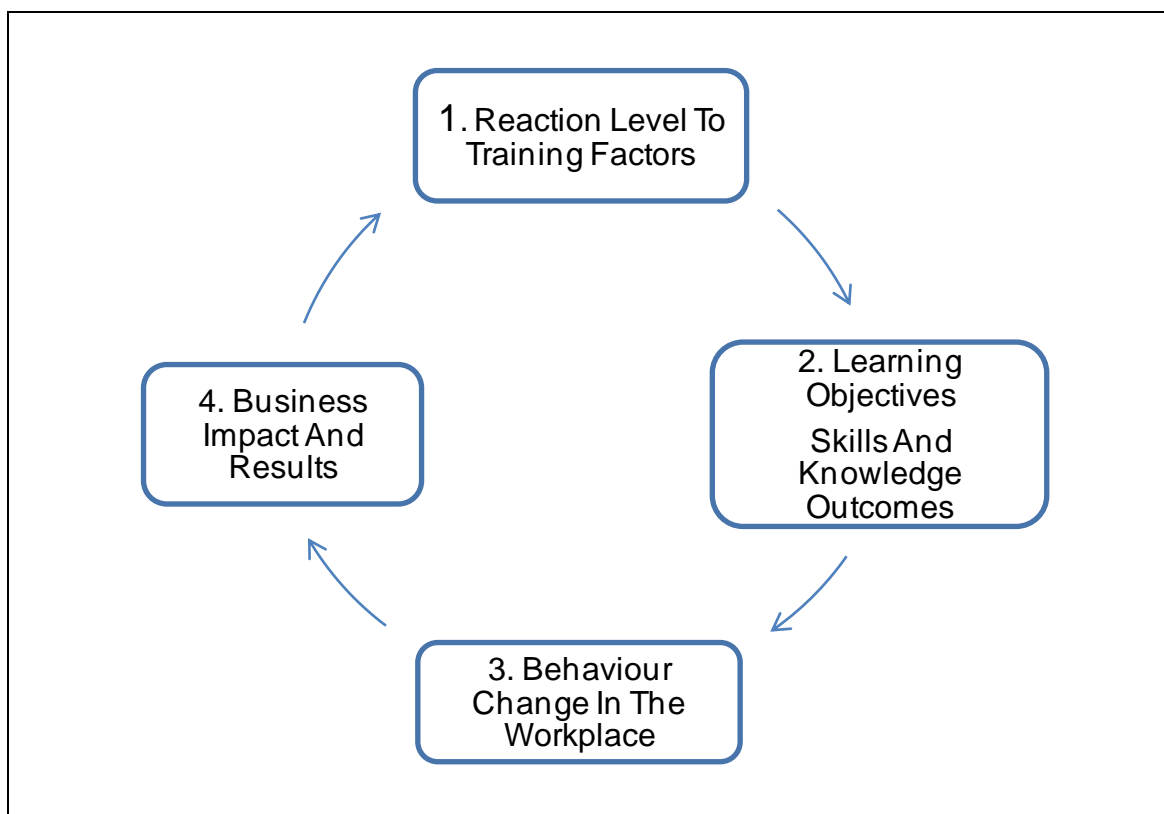 1. Reaction Level To
Training Factors
2. Learning
Objectives
Skills And
Knowledge
Outcomes
3. Behaviour
Change In The
Workplace
4. Business
Impact And
Results